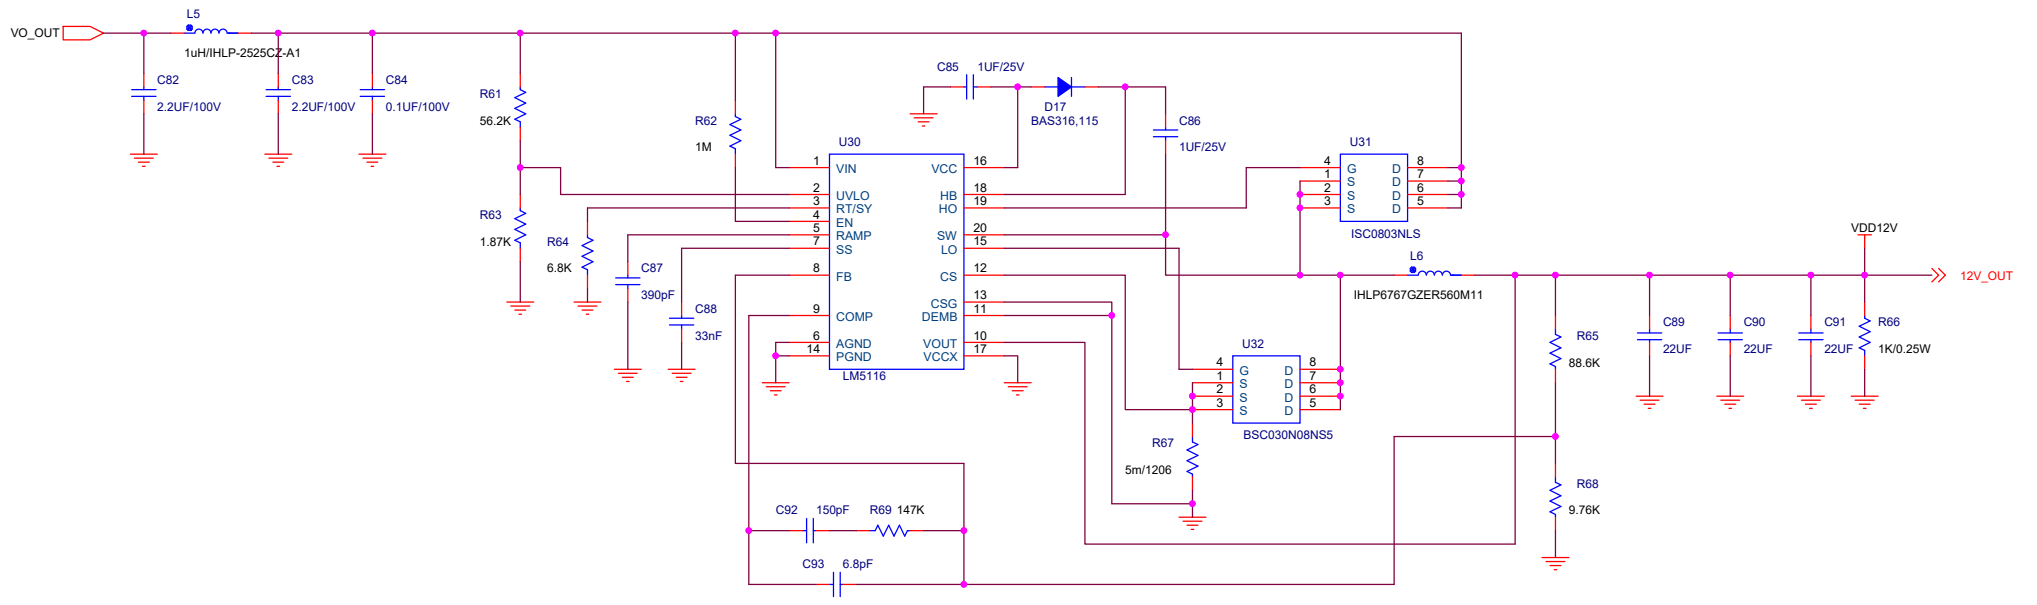 VO_OUT
L5
1uH/IHLP-2525CZ-A1
C82
2.2UF/100V
C83
2.2UF/100V
C84
0.1UF/100V
R61
56.2K
R62
1M
R63
1.87K
R64
6.8K
C87
390pF
C88
33nF
C85
1UF/25V
D17
BAS316,115
C86
1UF/25V
U30
1 VIN
2 UVLO
3 RT/SY
4 EN
5 RAMP
7 SS
8 FB
9 COMP
6 AGND
14 PGND
VCC 16
HB 18
HO 19
SW 20
LO 15
CS 12
CSG 13
DEMB 11
VOUT 10
VCCX 17
LM5116
U31
4 G D 8
1 S D 7
2 S D 6
3 S D 5
ISC0803NLS
L6
IHLP6767GZER560M11
VDD12V
12V_OUT
U32
4 G D 8
1 S D 7
2 S D 6
3 S D 5
BSC030N08NS5
R67
5m/1206
R65
88.6K
C89
22UF
C90
22UF
C91
22UF
R66
1K/0.25W
R68
9.76K
C92
150pF
R69 147K
C93
6.8pF